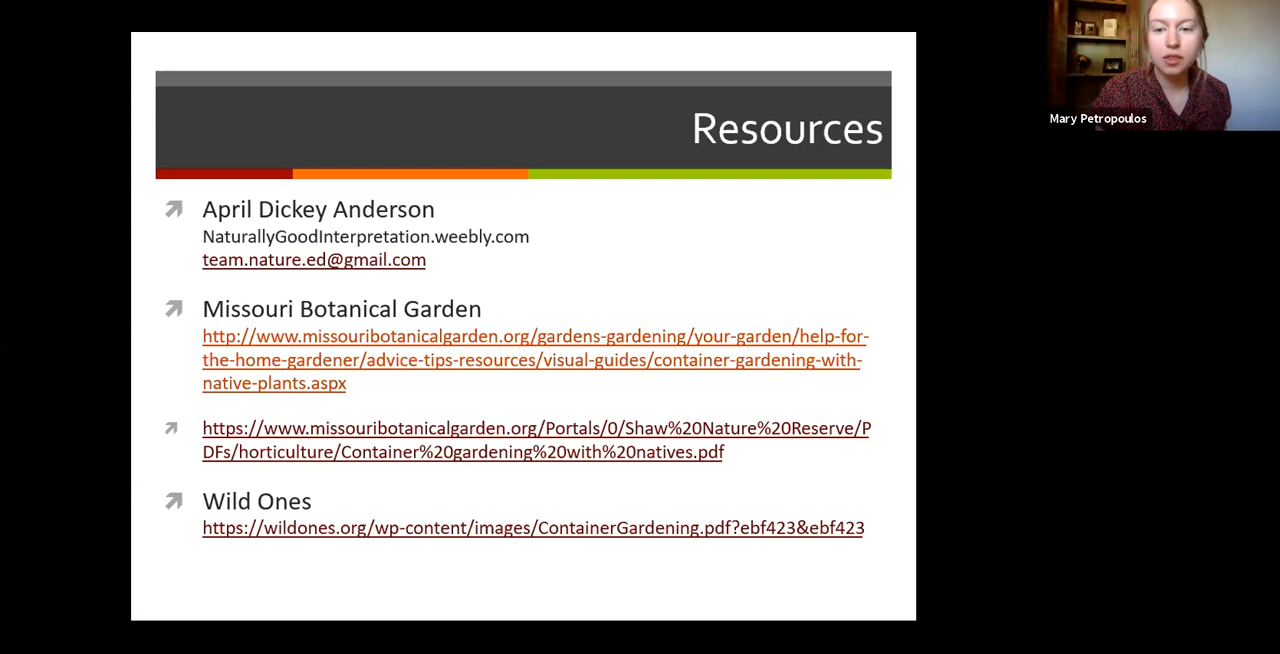 Resources
April Dickey Anderson
NaturallyGoodInterpretation.weebly.com
team.nature.ed@gmail.com
Missouri Botanical Garden
http://www.missouribotanicalgarden.org/gardens-gardening/your-garden/help-for-
the-home-gardener/advice-tips-resources/visual-guides/container-gardening-with-
native-plants.aspx
https://www.missouribotanicalgarden.org/Portals/0/Shaw%20Nature%20Reserve/P
DFs/horticulture/Container%20gardening%20with%20natives.pdf
Wild Ones
https://wildones.org/wp-content/images/ContainerGardening.pdf?ebf423&ebf423
Mary Petropoulos